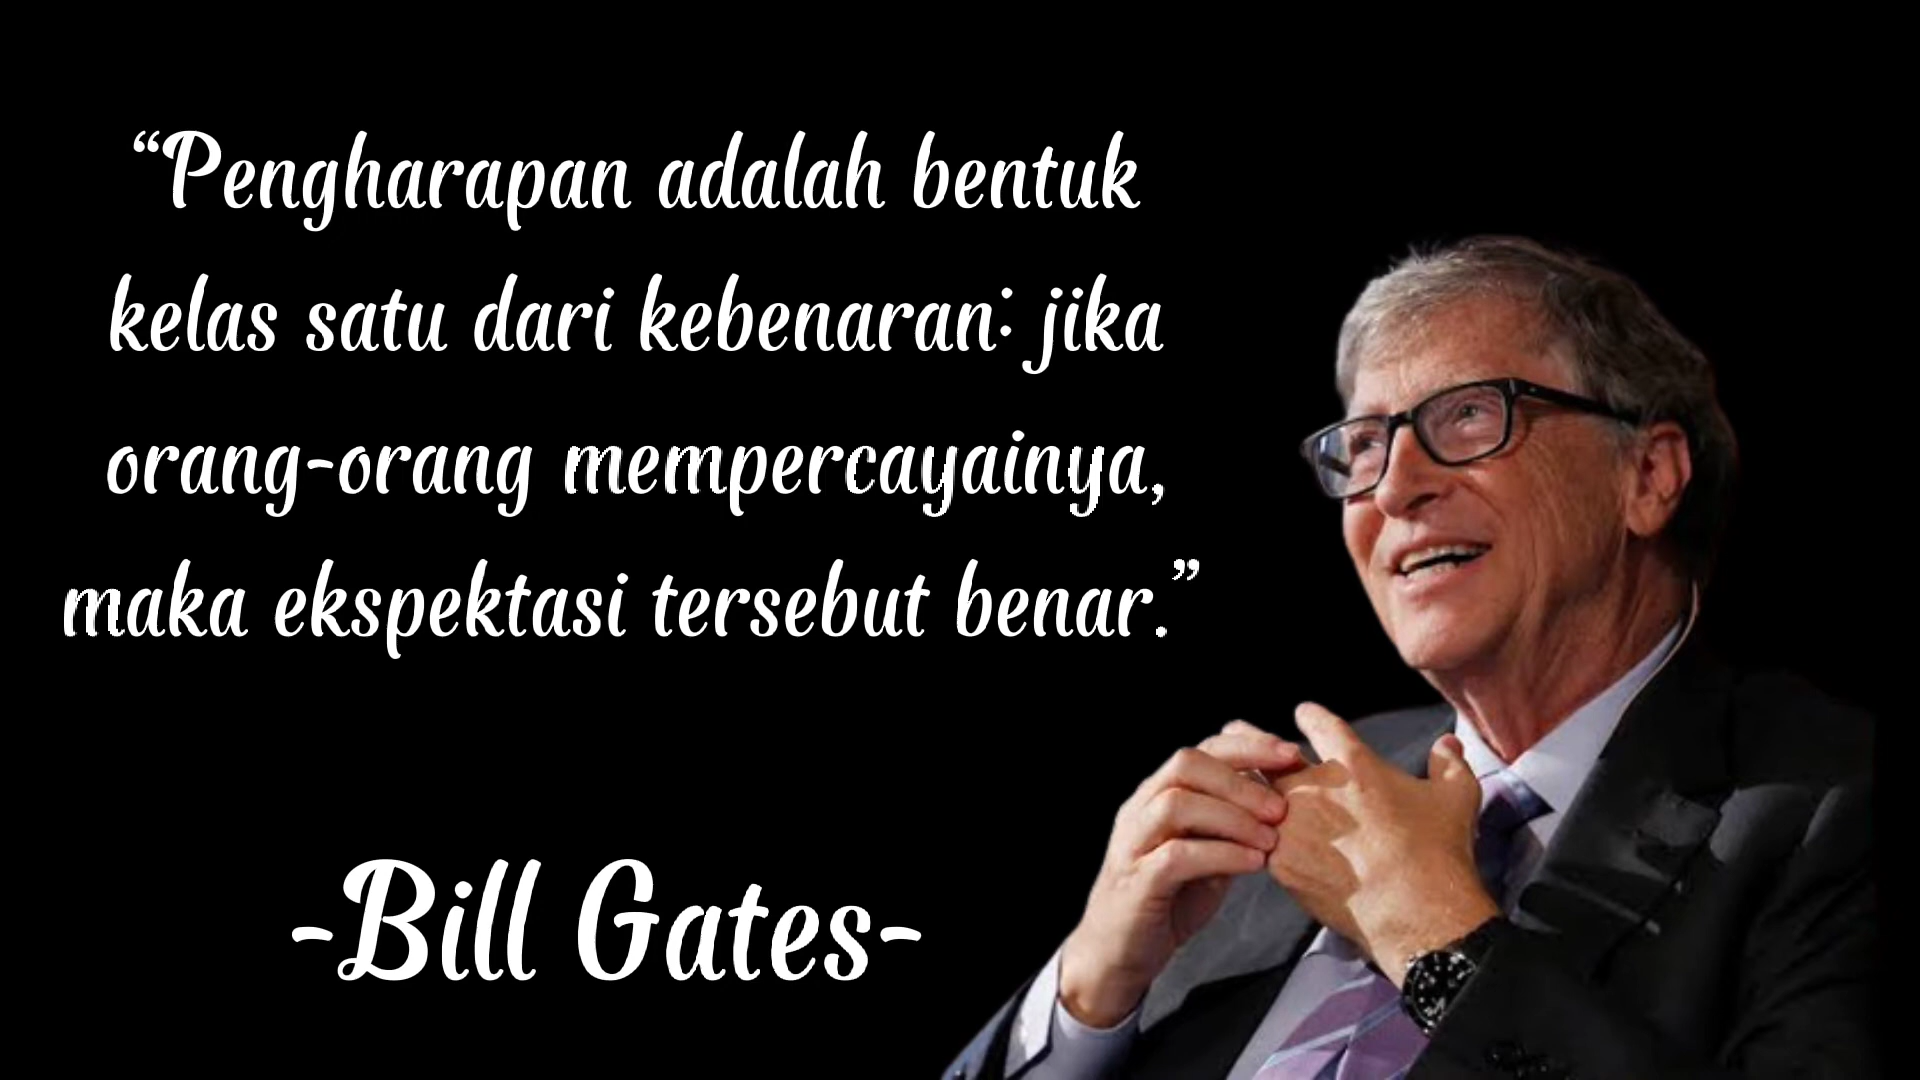 “Pengharapan adalah bentuk
kelas satu dari kebenaran: jika
orang-orang mempercayainya,
maka ekspektasi tersebut benar.”
-Bill Gates-